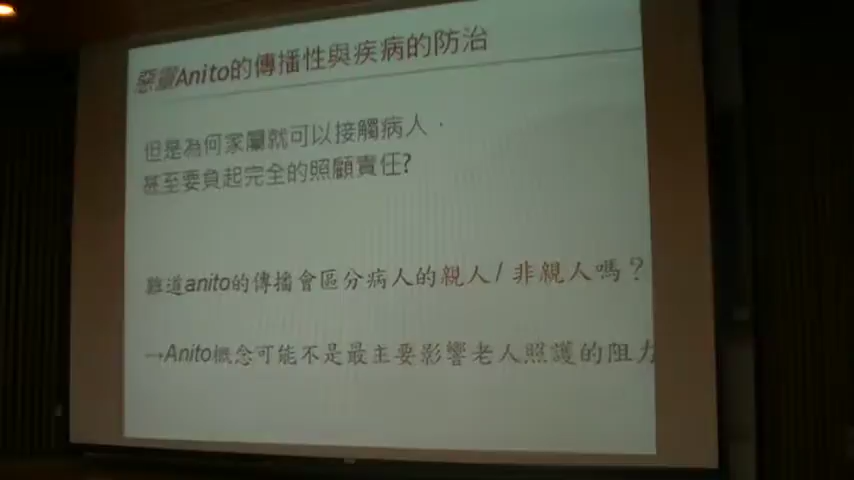 惡靈Anito的傳播性與疾病的防治
但是為何家屬就可以接觸病人，
甚至要負起完全的照顧責任?
難道anito的傳播會區分病人的親人/非親人嗎？
→Anito概念可能不是最主要影響老人照護的阻力